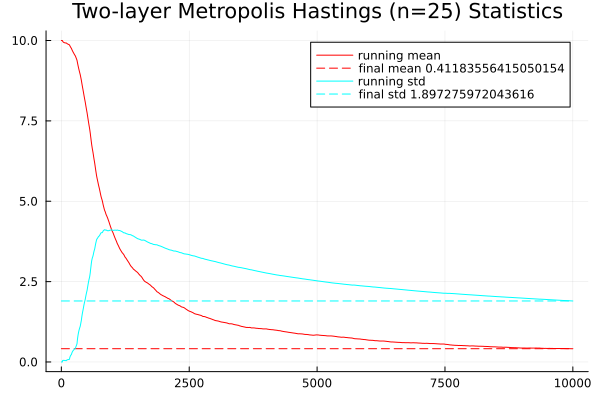 Two-layer Metropolis Hastings (n=25) Statistics
10.0
running mean
final mean 0.41183556415050154
running std
final std 1.897275972043616
7.5
5.0
2.5
0.0
0 2500 5000 7500 10000